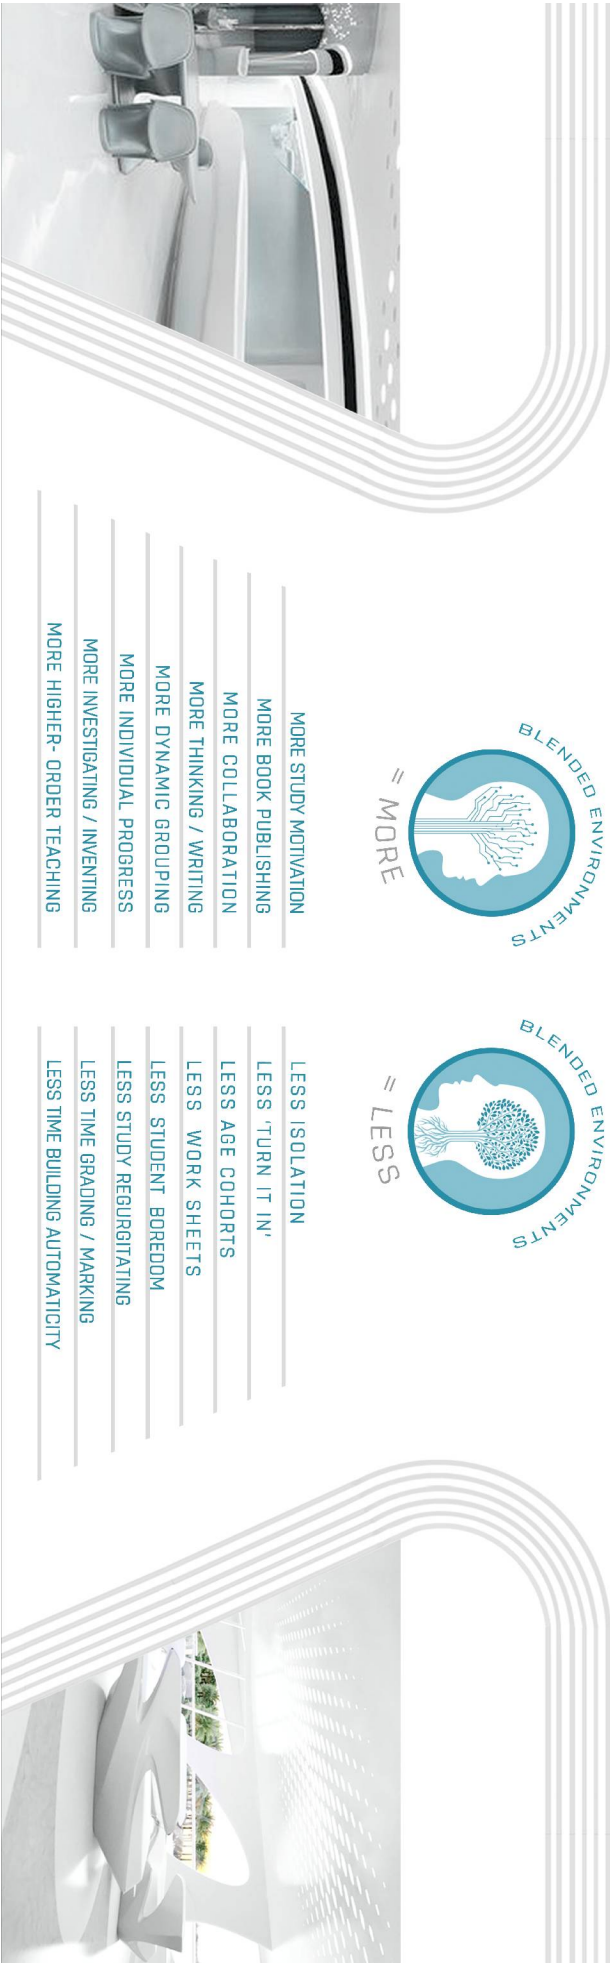 BLENDED ENVIRONMENTS
= MORE
MORE STUDY MOTIVATION
MORE BOOK PUBLISHING
MORE COLLABORATION
MORE THINKING / WRITING
MORE DYNAMIC GROUPING
MORE INDIVIDUAL PROGRESS
MORE INVESTIGATING / INVENTING
MORE HIGHER- ORDER TEACHING
BLENDED ENVIRONMENTS
= LESS
LESS ISOLATION
LESS 'TURN IT IN'
LESS AGE COHORTS
LESS WORK SHEETS
LESS STUDENT BOREDOM
LESS STUDY REGURGITATING
LESS TIME GRADING / MARKING
LESS TIME BUILDING AUTOMATICITY